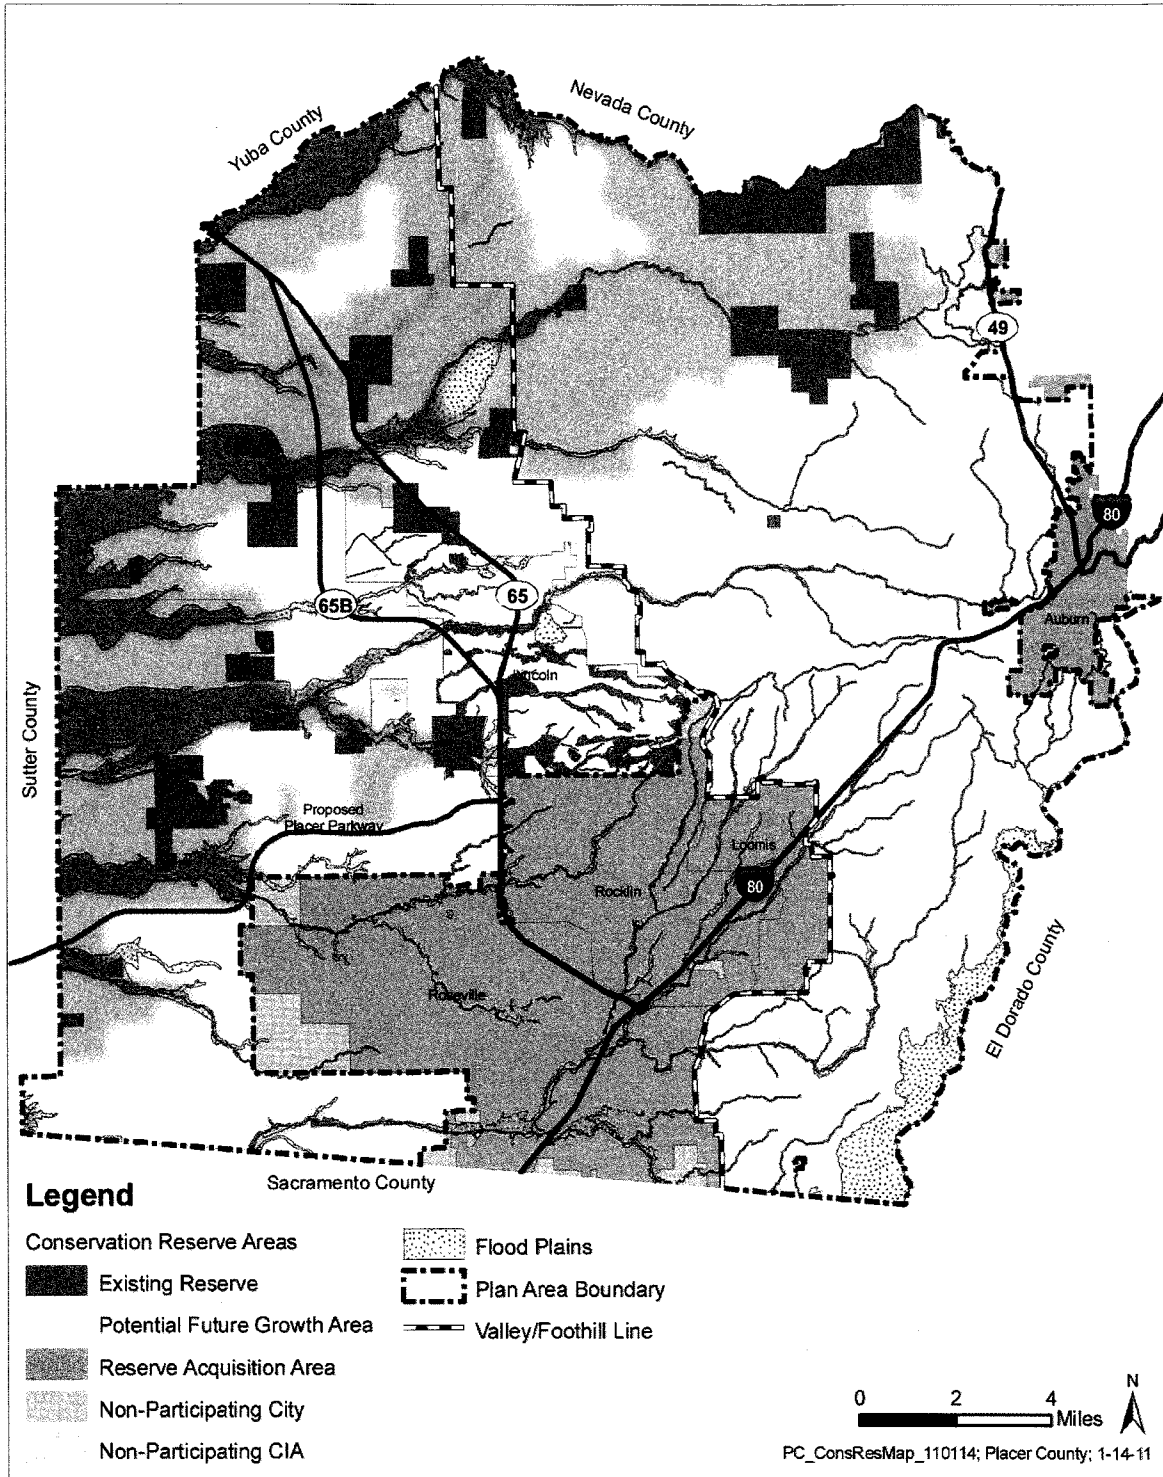 Nevada County
Yuba County
49
80
65B
65
Auburn
Lincoln
Sutter County
Proposed
Placer Parkway
Loomis
80
Rocklin
Roseville
El Dorado County
Sacramento County
Legend
Conservation Reserve Areas
Existing Reserve
Potential Future Growth Area
Reserve Acquisition Area
Non-Participating City
Non-Participating CIA
Flood Plains
Plan Area Boundary
Valley/Foothill Line
N
0 2 4
Miles
PC_ConsResMap_110114; Placer County; 1-14-11